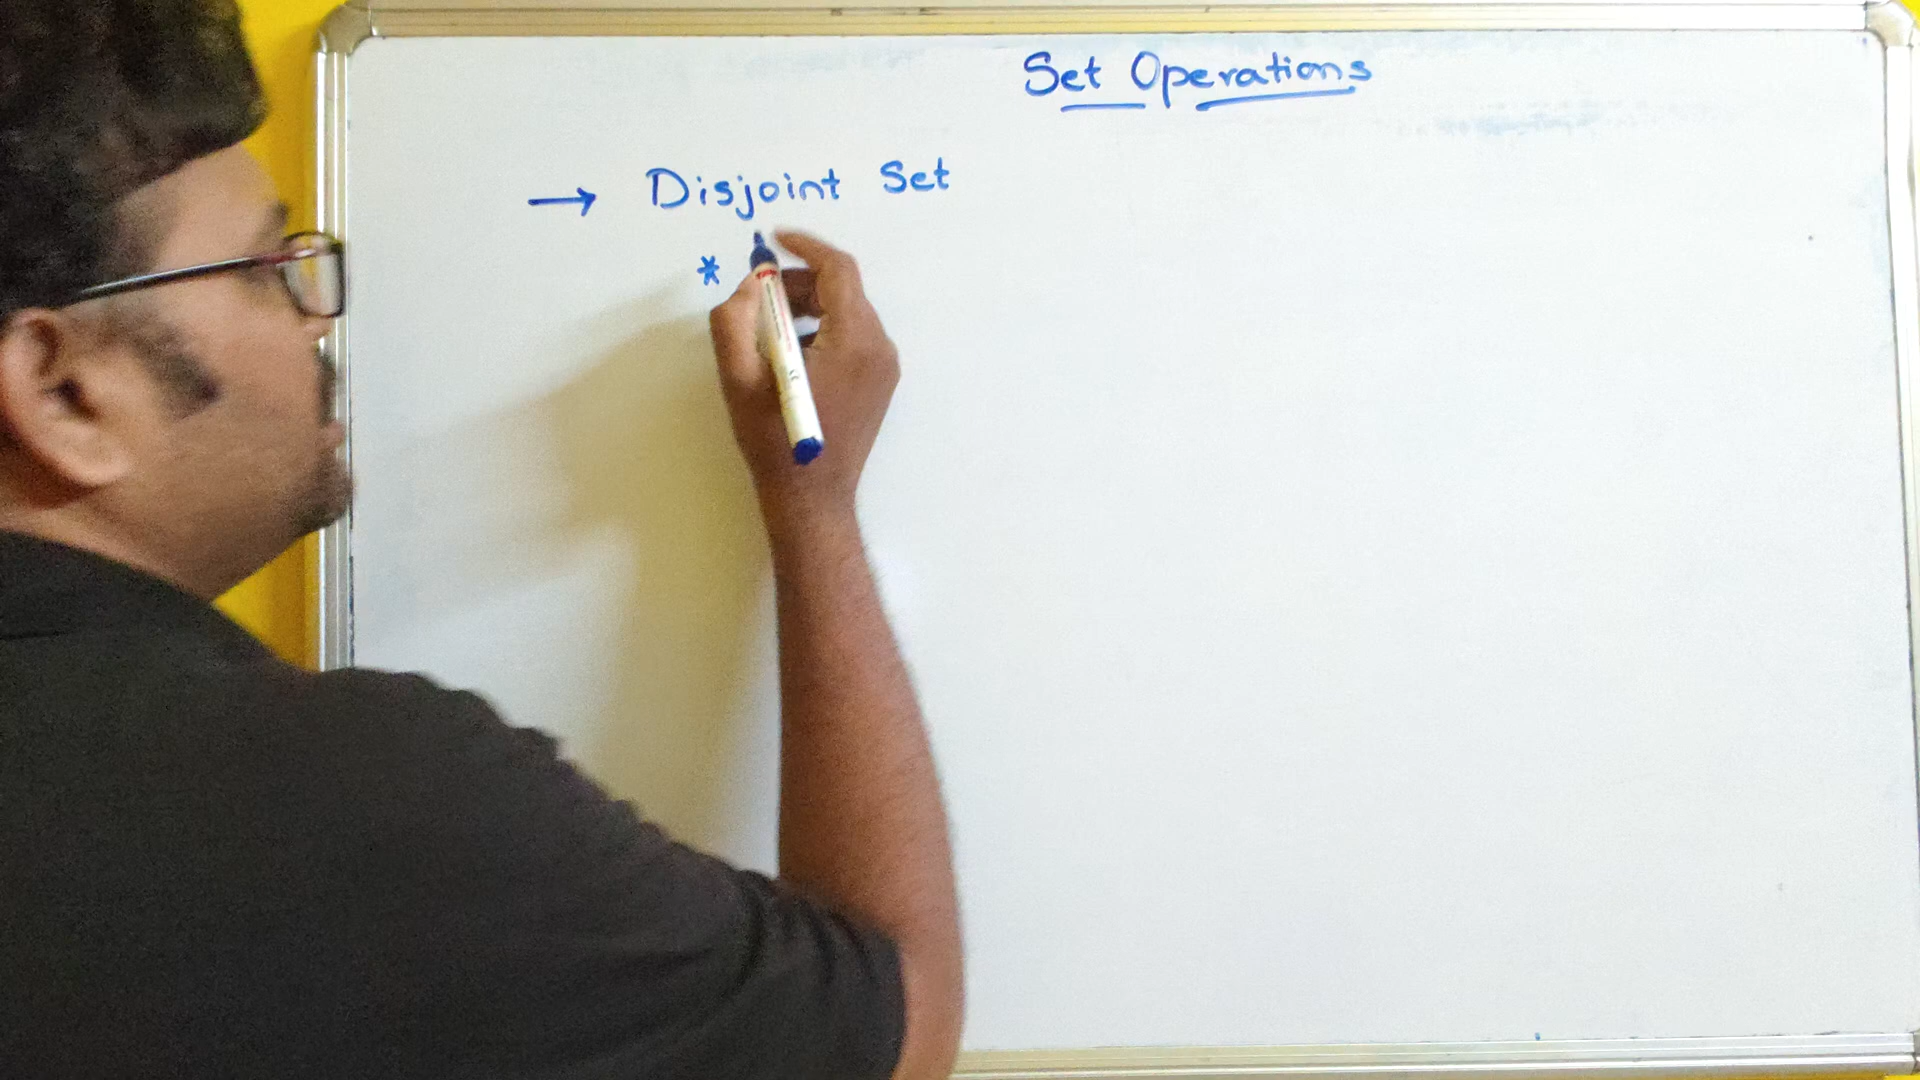 Set Operations
→ Disjoint Set
*